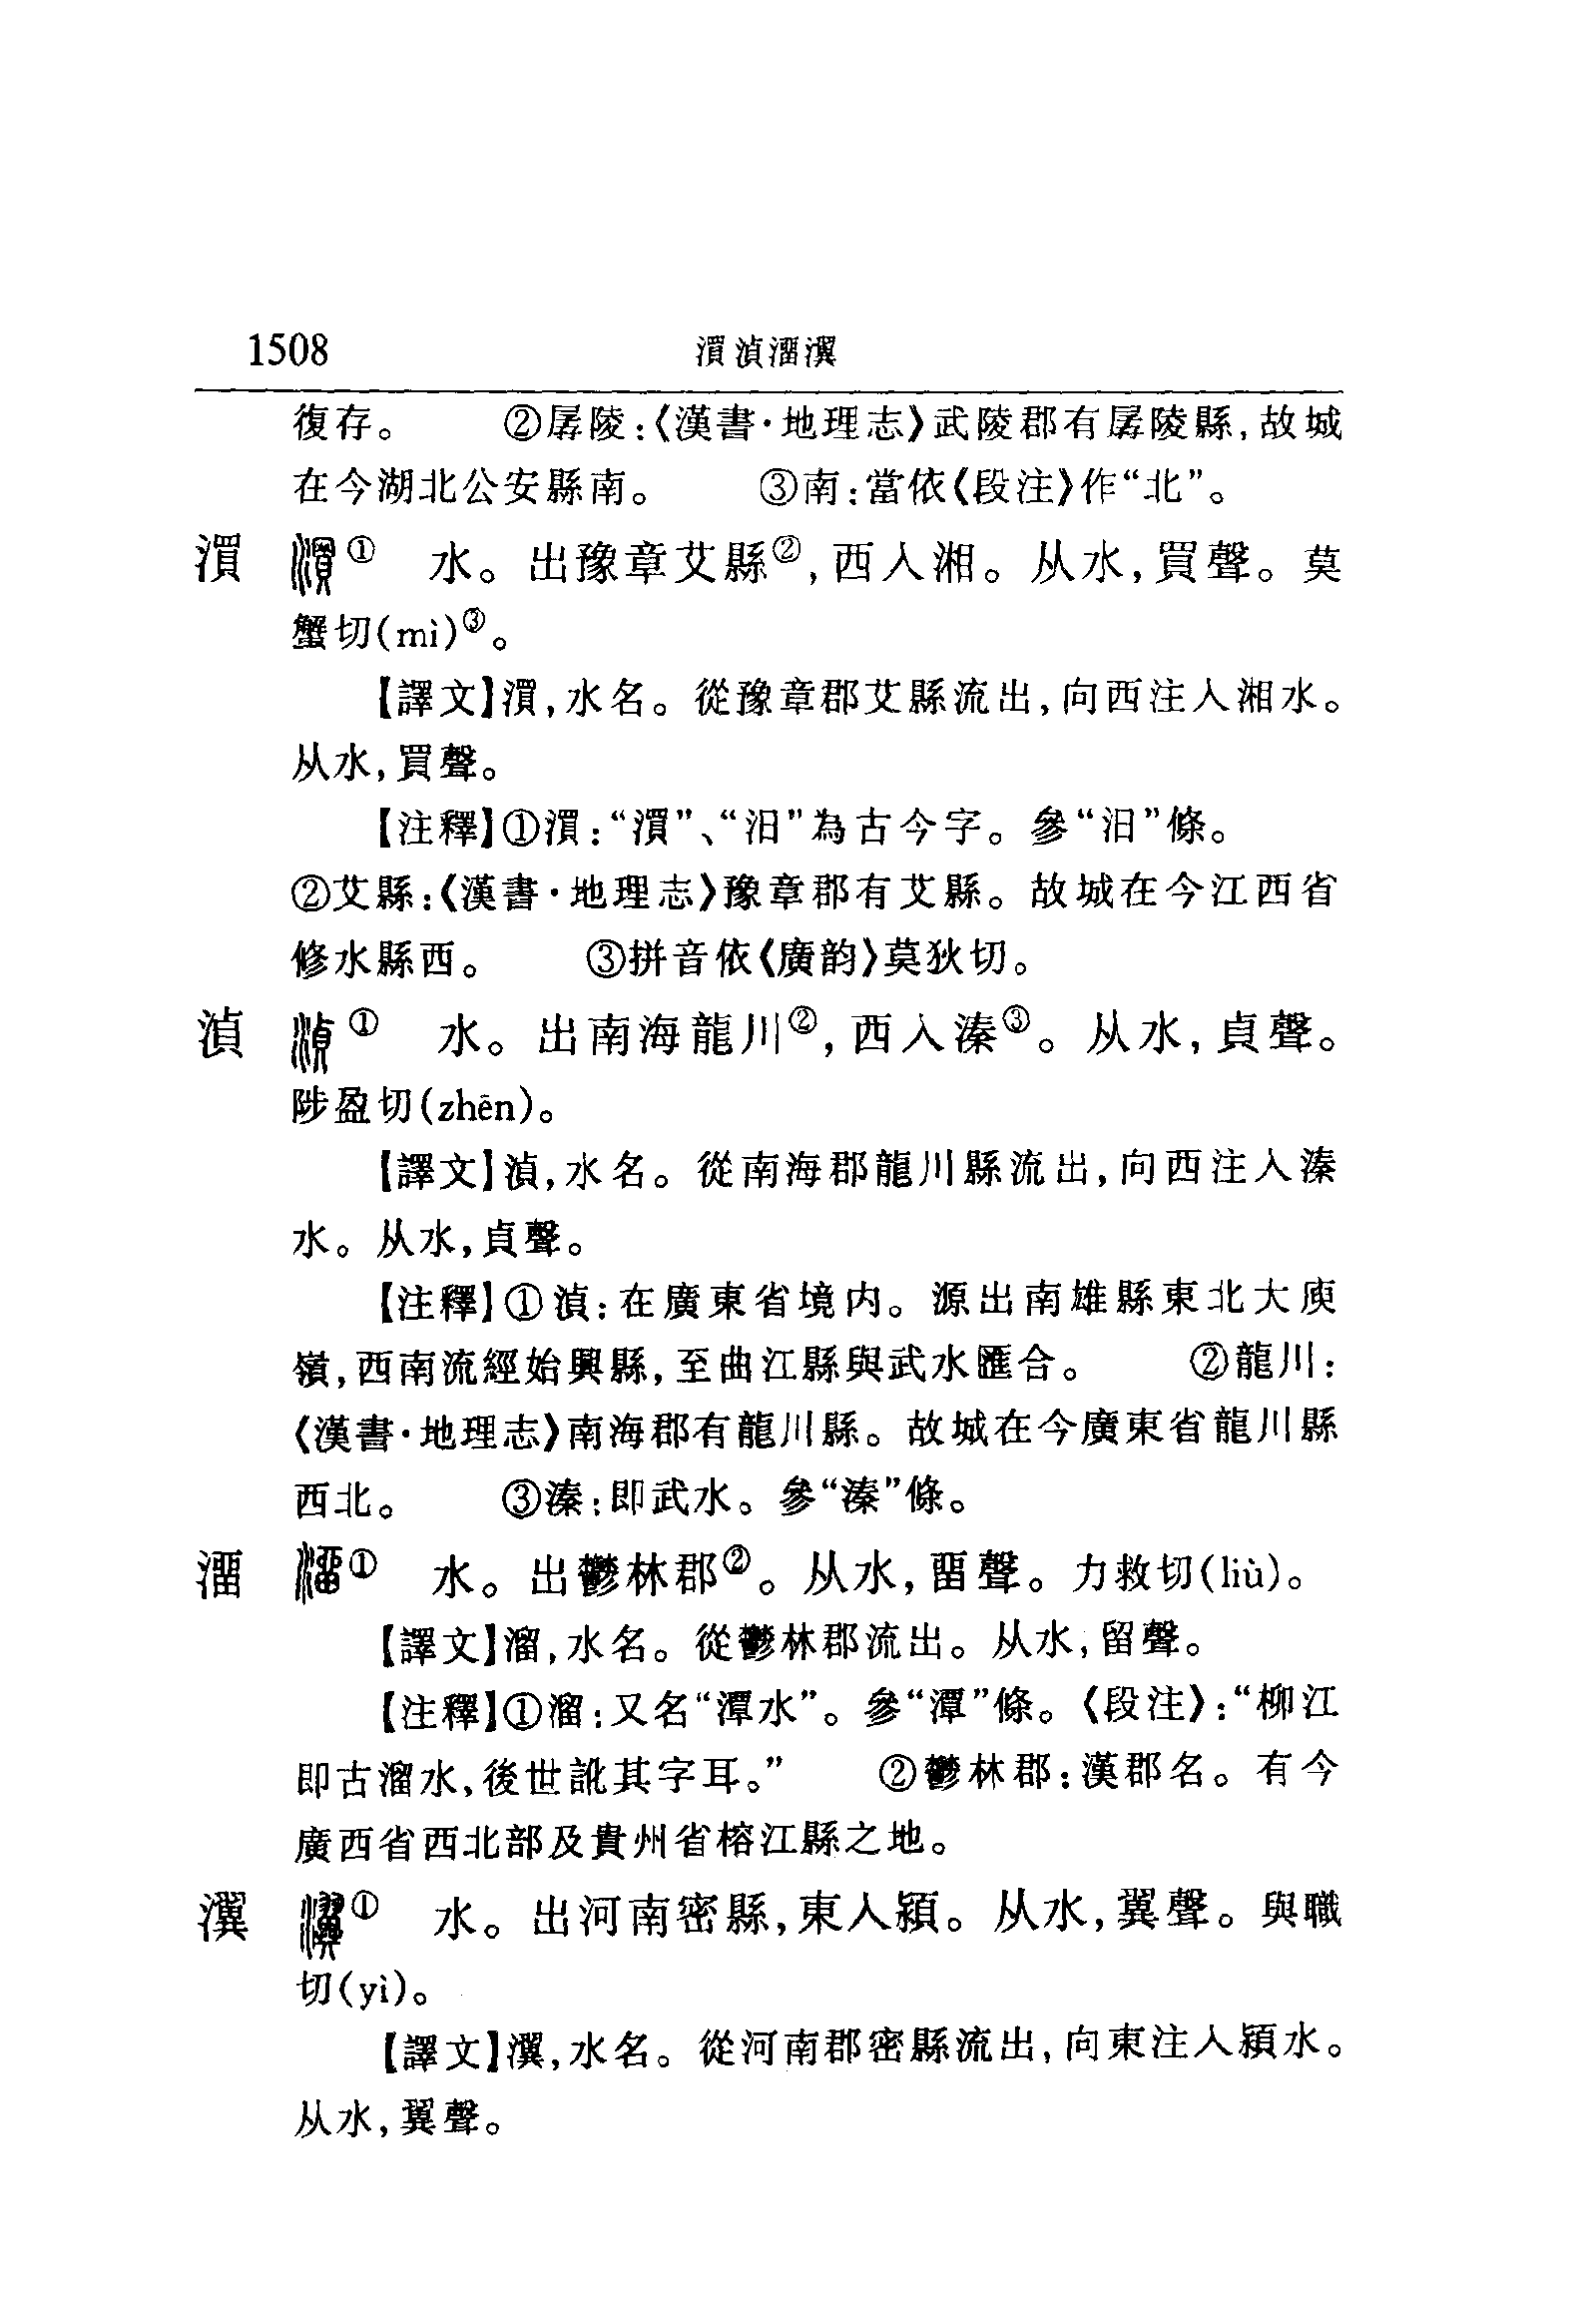 1508
潣湞澑瀷
復存。 ②孱陵:《漢書·地理志》武陵郡有孱陵縣,故城
在今湖北公安縣南。 ③南:當依《段注》作“北”。
潣 ① 水。出豫章艾縣②,西入湘。从水,買聲。莫
蟹切(mì)③。
【譯文】潣,水名。從豫章郡艾縣流出,向西注入湘水。
从水,買聲。
【注釋】①潣:“潣”、“汨”為古今字。參“汨”條。
②艾縣:《漢書·地理志》豫章郡有艾縣。故城在今江西省
修水縣西。 ③拼音依《廣韵》莫狄切。
湞 ① 水。出南海龍川②,西入溱③。从水,貞聲。
陟盈切(zhēn)。
【譯文】湞,水名。從南海郡龍川縣流出,向西注入溱
水。从水,貞聲。
【注釋】①湞:在廣東省境内。源出南雄縣東北大庾
嶺,西南流經始興縣,至曲江縣與武水匯合。 ②龍川:
《漢書·地理志》南海郡有龍川縣。故城在今廣東省龍川縣
西北。 ③溱:即武水。參“溱”條。
澑 ① 水。出鬱林郡②。从水,畱聲。力救切(liù)。
【譯文】溜,水名。從鬱林郡流出。从水,留聲。
【注釋】①溜:又名“潭水”。參“潭”條。《段注》:“柳江
即古溜水,後世訛其字耳。” ②鬱林郡:漢郡名。有今
廣西省西北部及貴州省榕江縣之地。
瀷 ① 水。出河南密縣,東入潁。从水,翼聲。與職
切(yì)。
【譯文】瀷,水名。從河南郡密縣流出,向東注入潁水。
从水,翼聲。